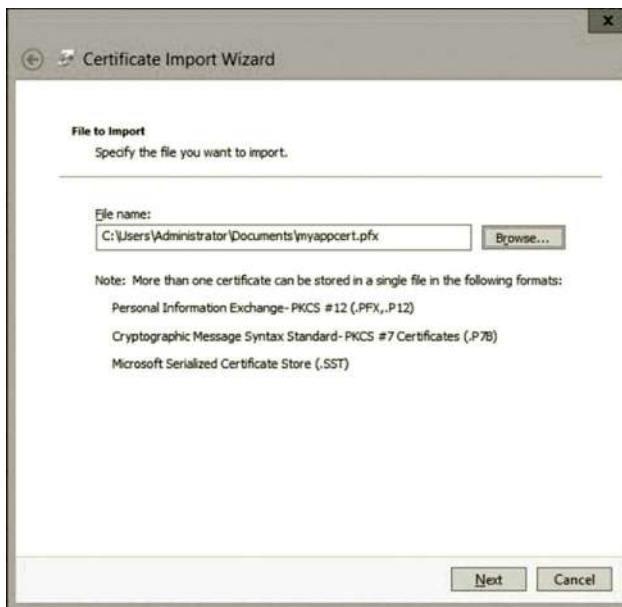 x
Certificate Import Wizard
File to Import
Specify the file you want to import.
File name:
C:\Users\Administrator\Documents\myappcert.pfx
Browse...
Note: More than one certificate can be stored in a single file in the following formats:
Personal Information Exchange- PKCS #12 (.PFX,.P12)
Cryptographic Message Syntax Standard- PKCS #7 Certificates (.P7B)
Microsoft Serialized Certificate Store (.SST)
Next Cancel